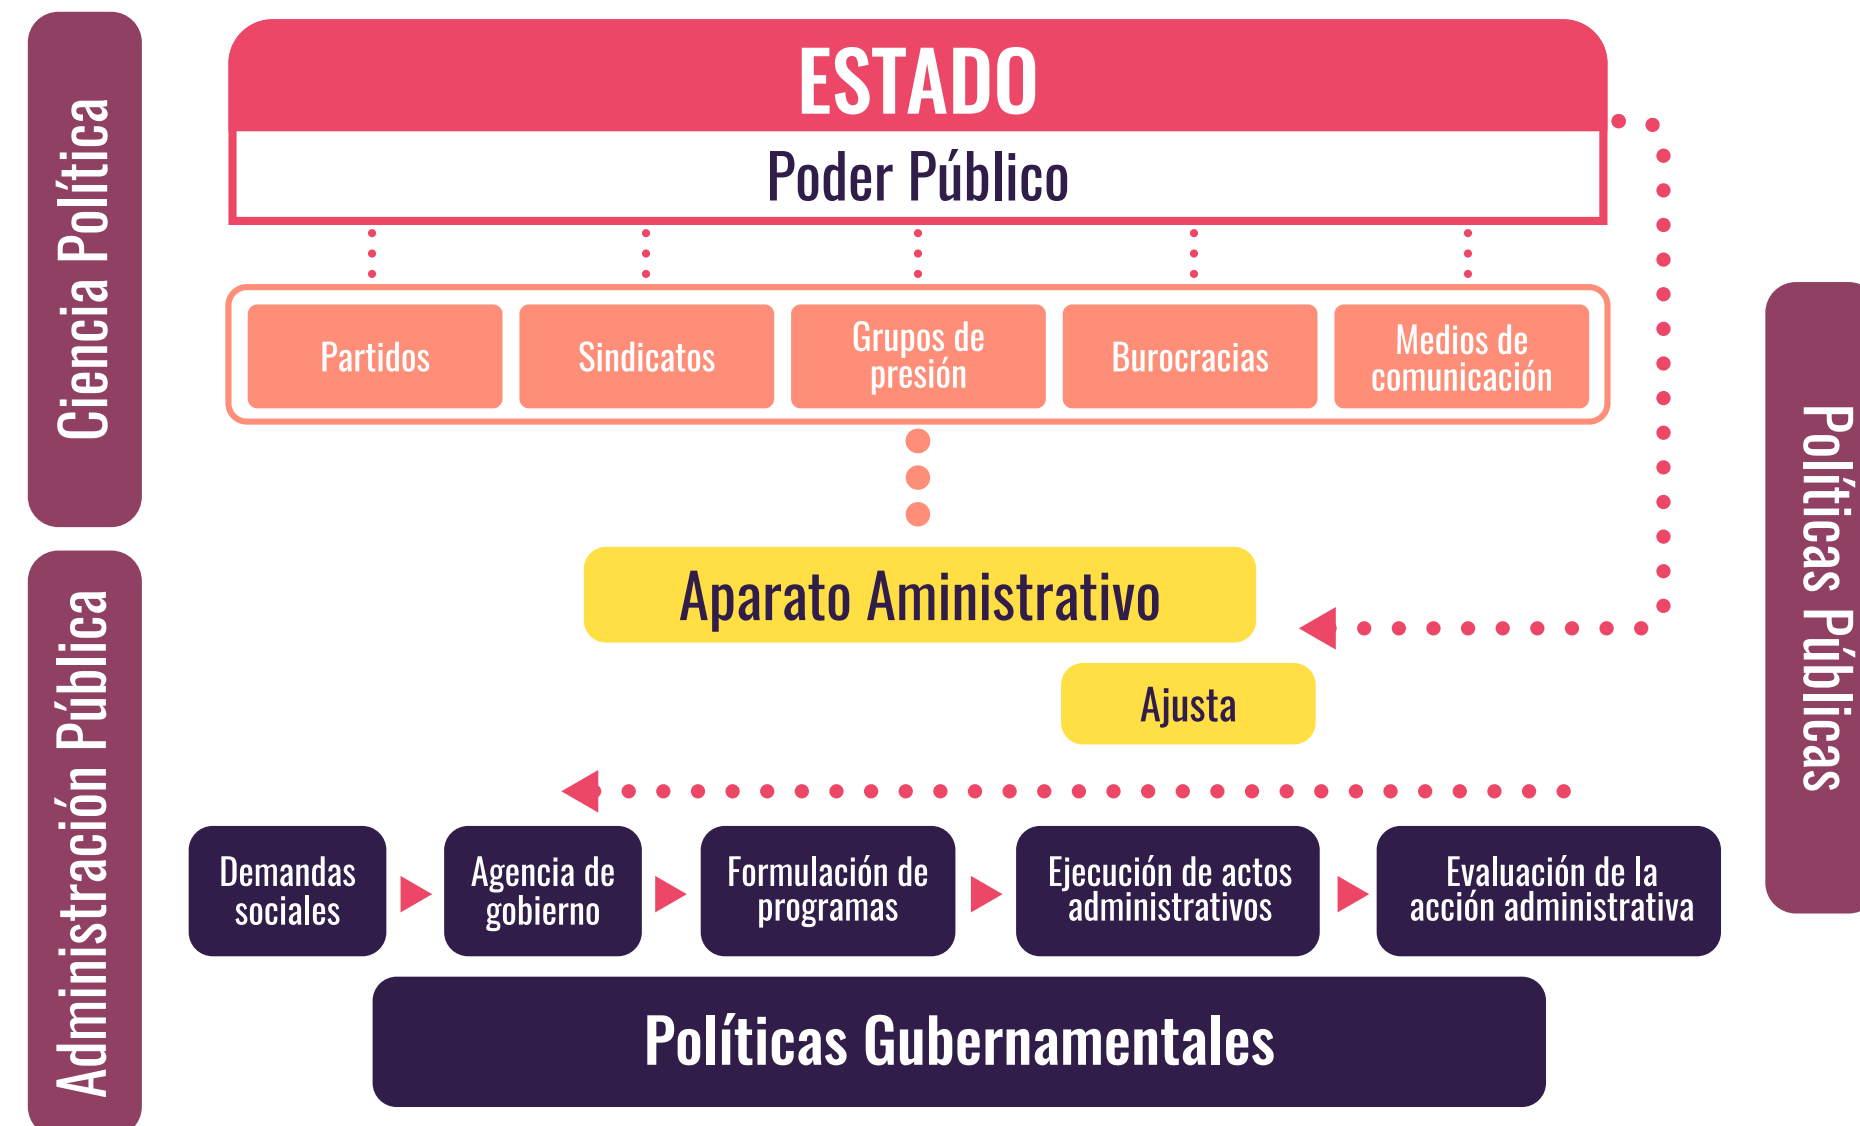 Ciencia Política
ESTADO
Poder Público
Partidos
Sindicatos
Grupos de
presión
Burocracias
Medios de
comunicación
Aparato Aministrativo
Ajusta
Administración Pública
Demandas
sociales
Agencia de
gobierno
Formulación de
programas
Ejecución de actos
administrativos
Evaluación de la
acción administrativa
Políticas Gubernamentales
Políticas Públicas